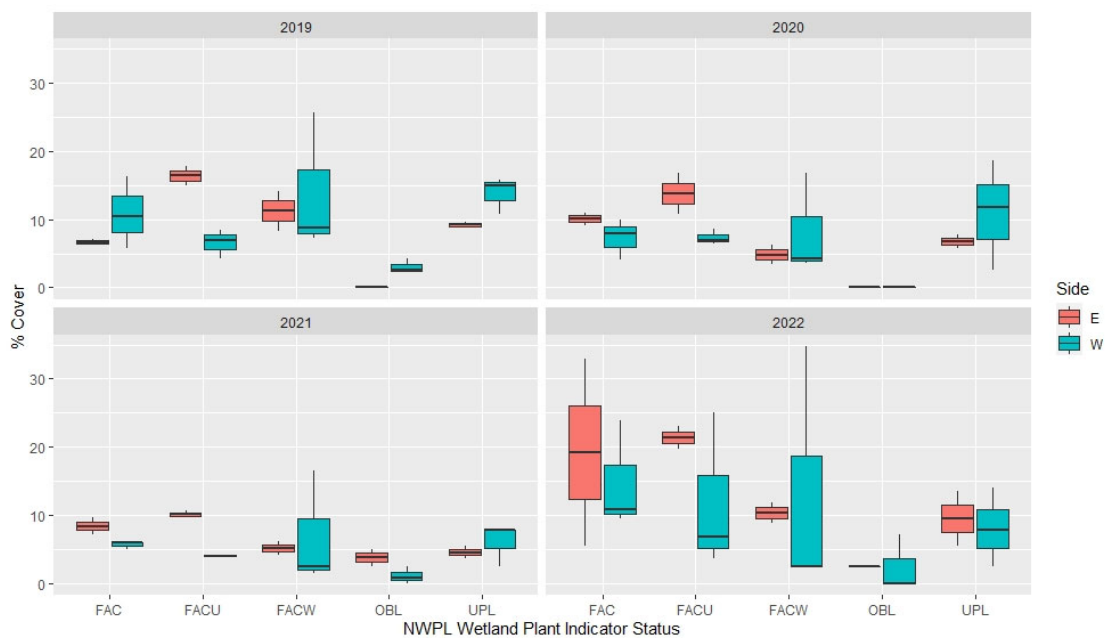 2019
2020
30
20
10
0
% Cover
2021
2022
30
20
10
0
FAC FACU FACW OBL UPL
FAC FACU FACW OBL UPL
NWPL Wetland Plant Indicator Status
Side
E
W